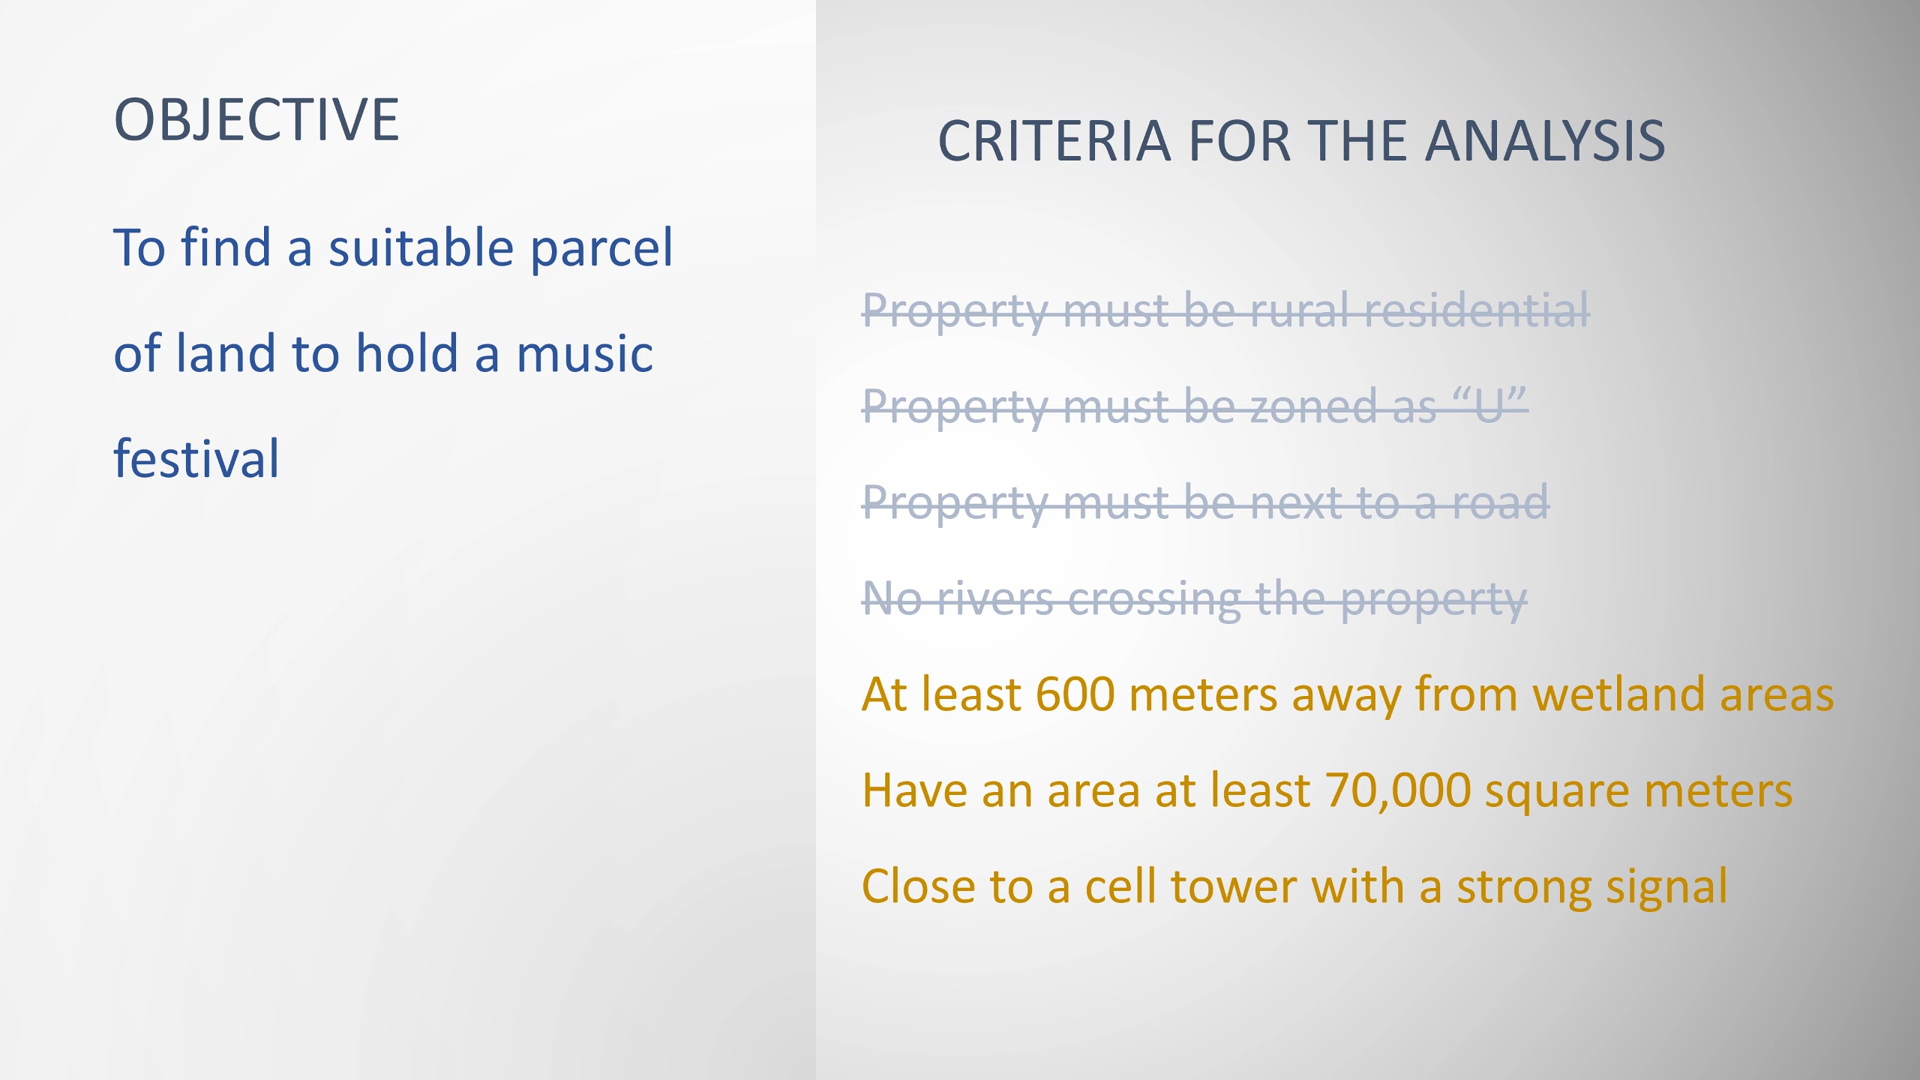 OBJECTIVE
To find a suitable parcel
of land to hold a music
festival
CRITERIA FOR THE ANALYSIS
Property must be rural residential
Property must be zoned as “U”
Property must be next to a road
No rivers crossing the property
At least 600 meters away from wetland areas
Have an area at least 70,000 square meters
Close to a cell tower with a strong signal